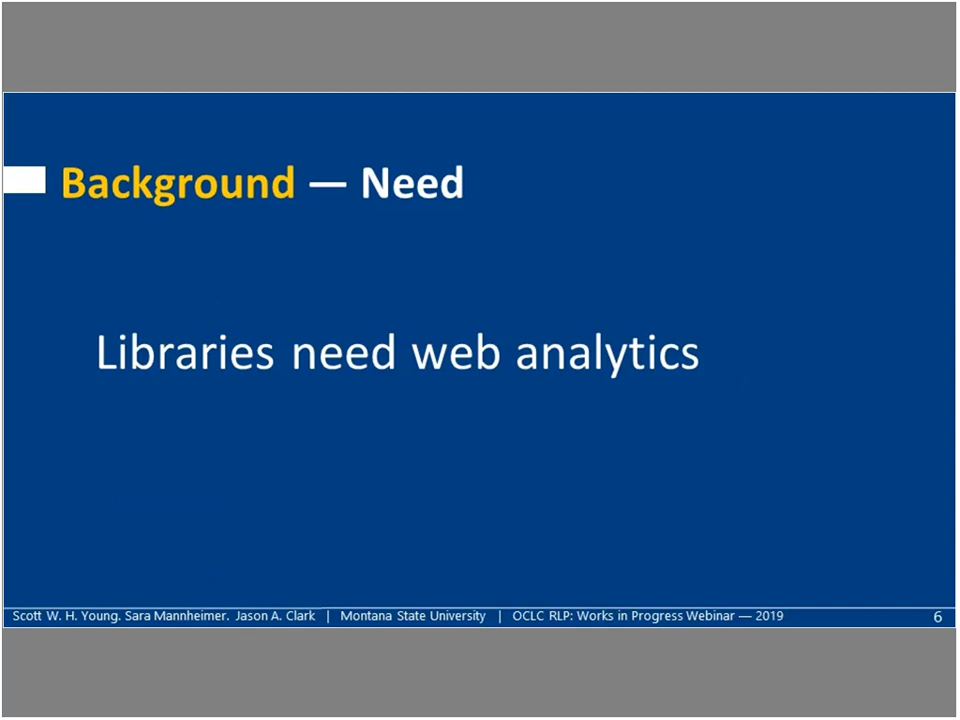 Background — Need
Libraries need web analytics
Scott W. H. Young. Sara Mannheimer. Jason A. Clark | Montana State University | OCLC RLP: Works in Progress Webinar — 2019 6